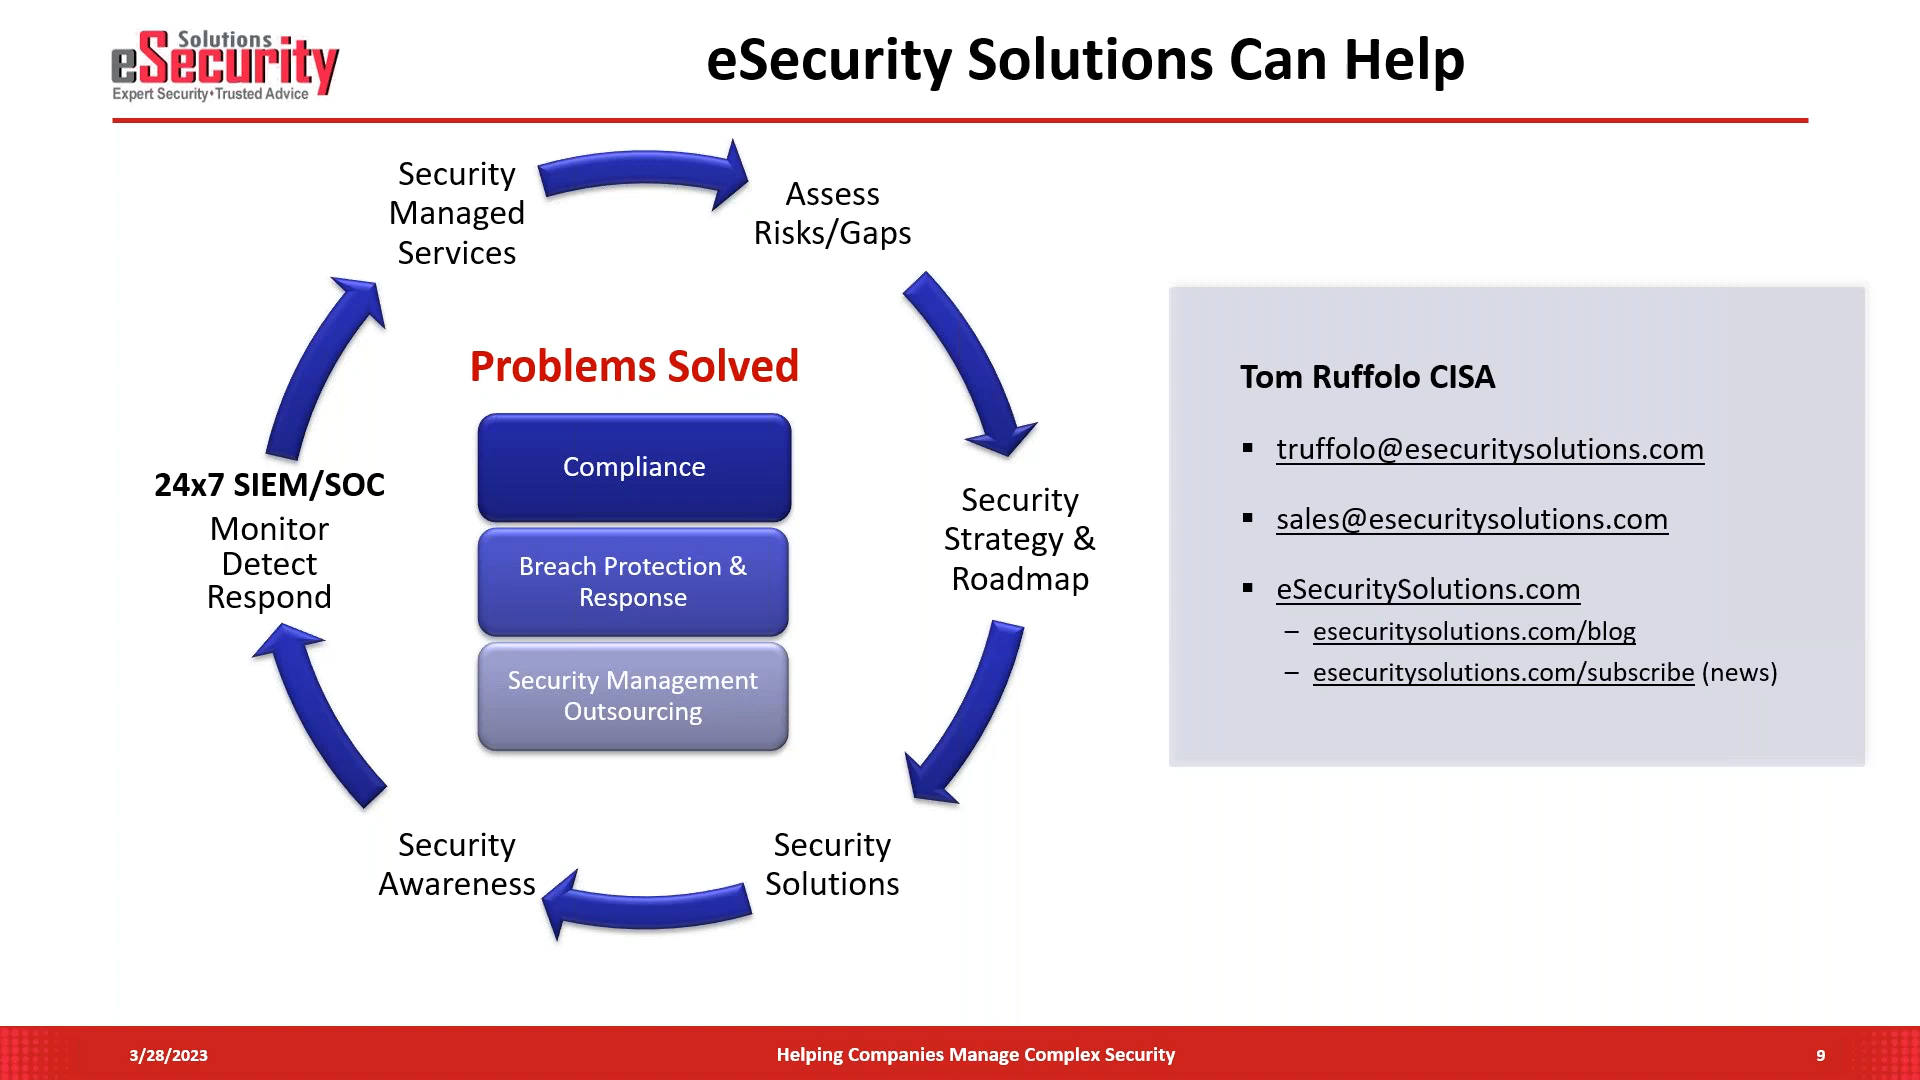 Solutions
eSecurity
Expert Security•Trusted Advice
eSecurity Solutions Can Help
Security
Managed
Services
Assess
Risks/Gaps
Security
Strategy &
Roadmap
Security
Solutions
Security
Awareness
24x7 SIEM/SOC
Monitor
Detect
Respond
Problems Solved
Compliance
Breach Protection &
Response
Security Management
Outsourcing
Tom Ruffolo CISA
▪ truffolo@esecuritysolutions.com
▪ sales@esecuritysolutions.com
▪ eSecuritySolutions.com
– esecuritysolutions.com/blog
– esecuritysolutions.com/subscribe (news)
3/28/2023
Helping Companies Manage Complex Security
9